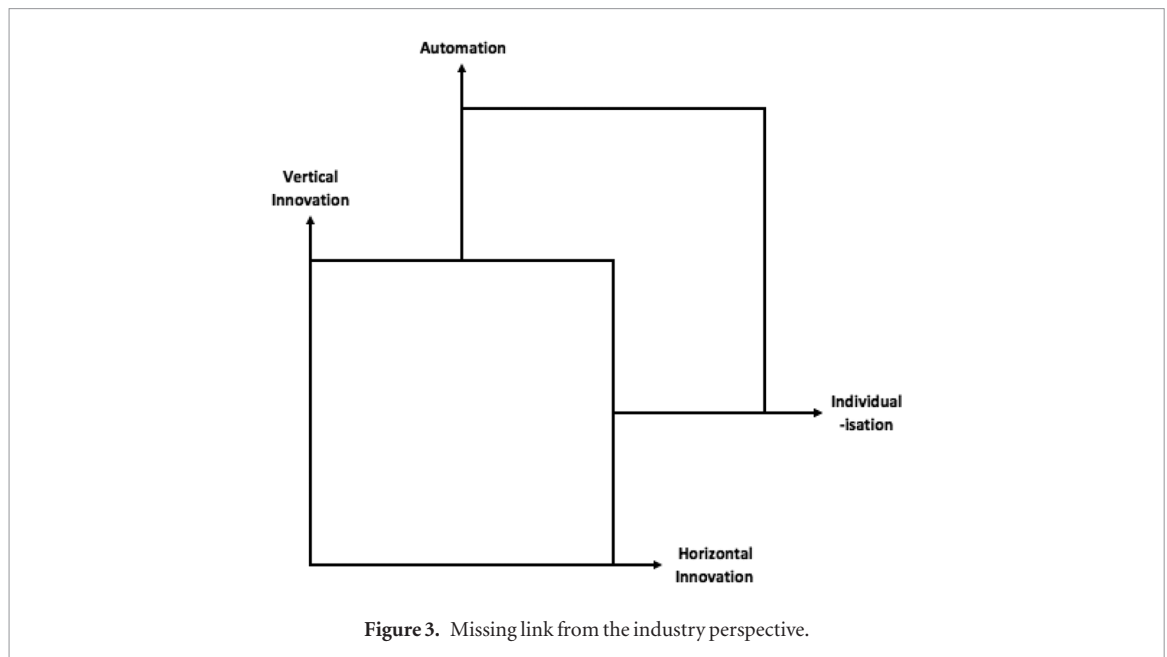 Automation
Vertical
Innovation
Individual
-isation
Horizontal
Innovation
Figure 3. Missing link from the industry perspective.